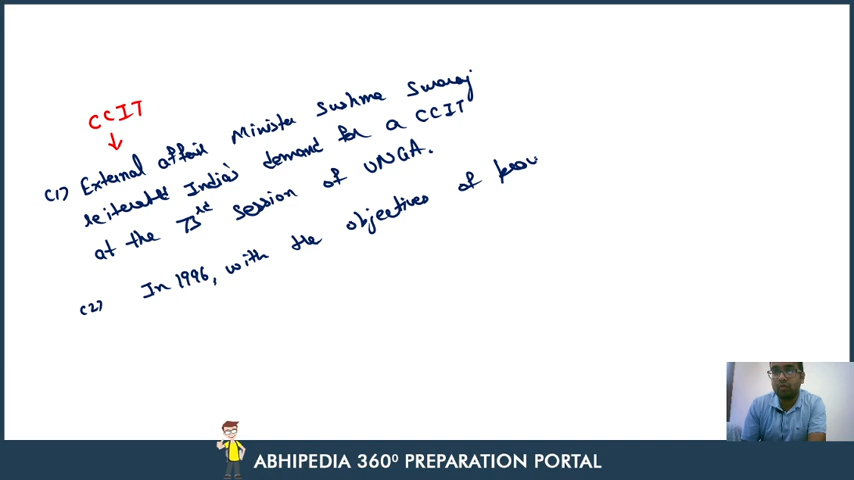 CCIT
(1) External affair Minister Sushma Swaraj
reiterated India's demand for a CCIT
at the 73rd session of UNGA.
(2) In 1996, with the objectives of prov
ABHIPEDIA 360° PREPARATION PORTAL